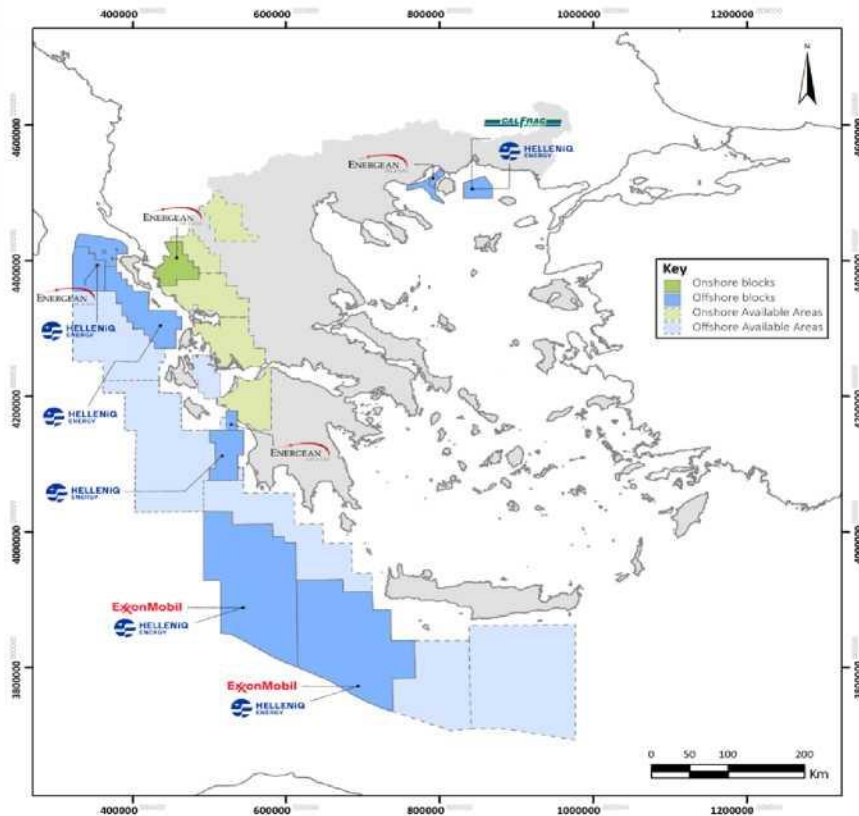 400000 600000 800000 1000000 1200000
N
CALFRAC
HELLENiQ
ENERGY
ENERGEAN
ENERGEAN
ENERGEAN
HELLENiQ
ENERGY
Key
Onshore blocks
Offshore blocks
Onshore Available Areas
Offshore Available Areas
HELLENiQ
ENERGY
ENERGEAN
HELLENiQ
ENERGY
ExxonMobil
HELLENiQ
ENERGY
ExxonMobil
HELLENiQ
ENERGY
4600000
4400000
4200000
4000000
3800000
4600000
4400000
4200000
4000000
3800000
0 50 100 200
Km
400000 600000 800000 1000000 1200000